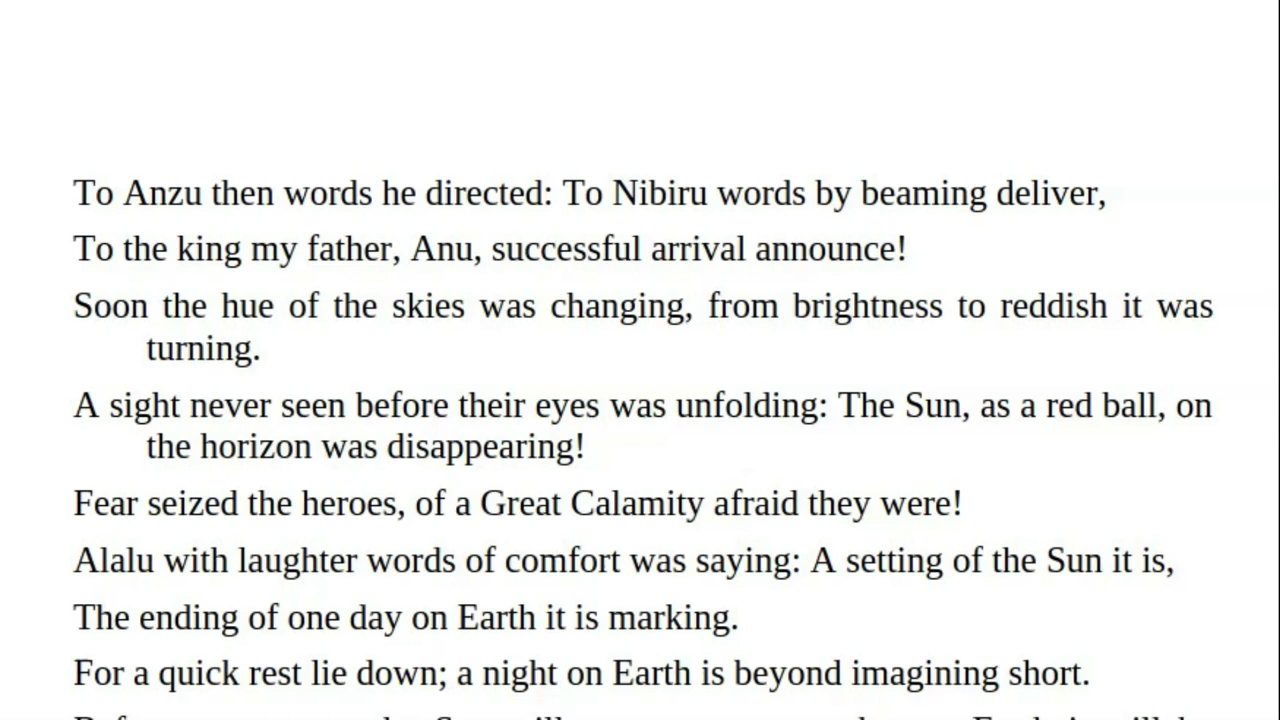 To Anzu then words he directed: To Nibiru words by beaming deliver,
To the king my father, Anu, successful arrival announce!
Soon the hue of the skies was changing, from brightness to reddish it was
turning.
A sight never seen before their eyes was unfolding: The Sun, as a red ball, on
the horizon was disappearing!
Fear seized the heroes, of a Great Calamity afraid they were!
Alalu with laughter words of comfort was saying: A setting of the Sun it is,
The ending of one day on Earth it is marking.
For a quick rest lie down; a night on Earth is beyond imagining short.